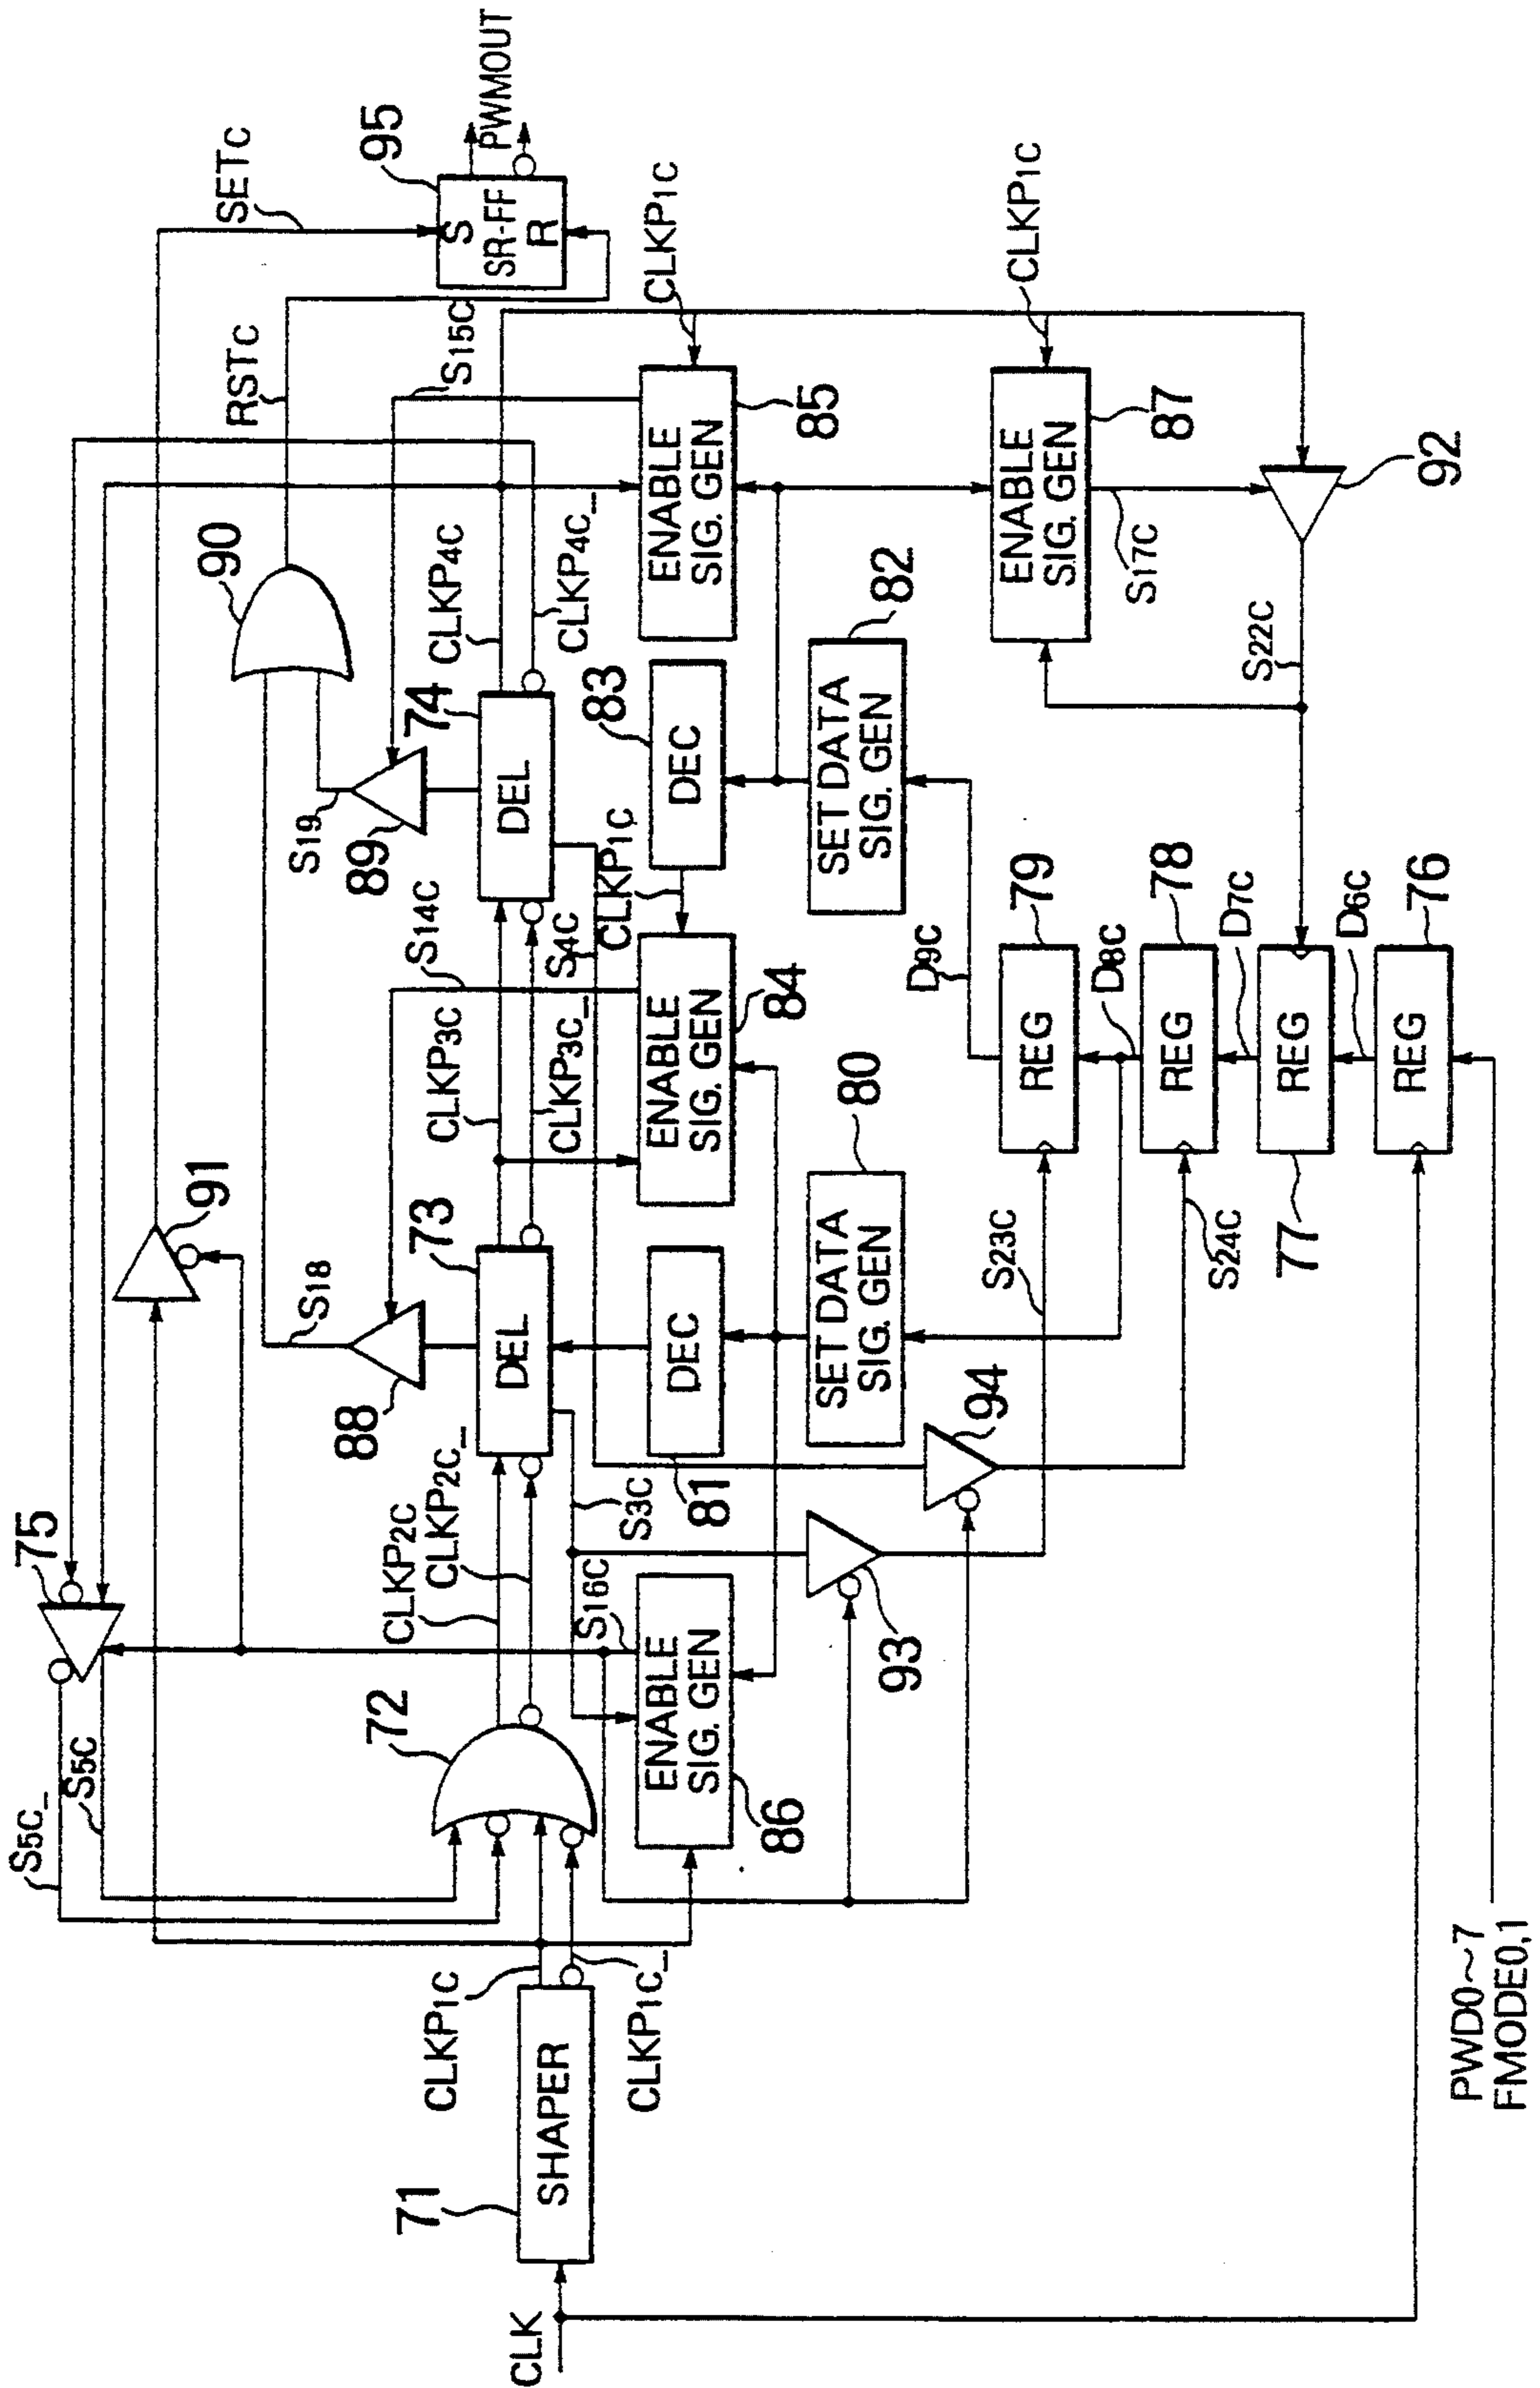 CLK
71
SHAPER
CLKP1C
CLKP1C_
S5C_
S5C
72
75
CLKP2C
CLKP2C_
91
SETC
95
S
SR-FF
R
PWMOUT
90
RSTC
S18
S19
88
89
S14C
S15C
73
DEL
74
DEL
CLKP3C
CLKP3C_
CLKP4C
CLKP4C_
S3C
S4C
S16C
86
ENABLE
SIG. GEN
81
DEC
84
ENABLE
SIG. GEN
CLKP1C
83
DEC
85
ENABLE
SIG. GEN
CLKP1C
80
SET DATA
SIG. GEN
82
SET DATA
SIG. GEN
87
ENABLE
SIG. GEN
CLKP1C
93
94
S23C
S24C
D9C
79
REG
D8C
78
REG
D7C
77
REG
D6C
76
REG
S17C
92
S22C
PWD0~7
FMODE0,1